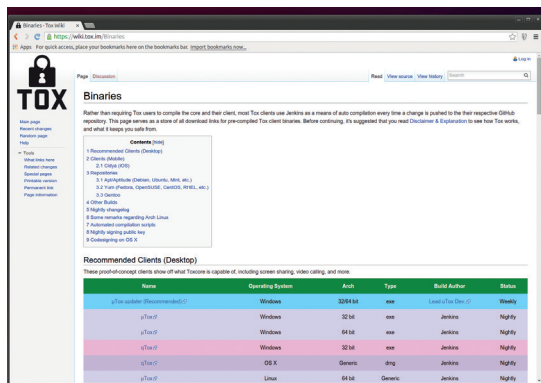 Binaries - Tox Wiki
https://wiki.tox.im/Binaries
Apps For quick access, place your bookmarks here on the bookmarks bar. Import bookmarks now...
Log in
Page Discussion Read View source View history Search
TOX
Main page
Recent changes
Random page
Help
Tools
What links here
Related changes
Special pages
Printable version
Permanent link
Page information
Binaries
Rather than requiring Tox users to compile the core and their client, most Tox clients use Jenkins as a means of auto compilation every time a change is pushed to their respective GitHub
repository. This page serves as a store of all download links for pre-compiled Tox client binaries. Before continuing, it's suggested that you read Disclaimer & Explanation to see how Tox works,
and what it keeps you safe from.
Contents [hide]
1 Recommended Clients (Desktop)
2 Clients (Mobile)
2.1 Cidya (iOS)
3 Repositories
3.1 Apt/Aptitude (Debian, Ubuntu, Mint, etc.)
3.2 Yum (Fedora, OpenSUSE, CentOS, RHEL, etc.)
3.3 Gentoo
4 Other Builds
5 Nightly changelog
6 Some remarks regarding Arch Linux
7 Automated compilation scripts
8 Nightly signing public key
9 Codesigning on OS X
Recommended Clients (Desktop)
These proof-of-concept clients show off what Toxcore is capable of, including screen sharing, video calling, and more.
Name Operating System Arch Type Build Author Status
µTox updater (Recommended) Windows 32/64 bit exe Lead uTox Dev Weekly
µTox Windows 32 bit exe Jenkins Nightly
µTox Windows 64 bit exe Jenkins Nightly
qTox Windows 32 bit exe Jenkins Nightly
qTox OS X Generic dmg Jenkins Nightly
µTox Linux 64 bit Generic Jenkins Nightly